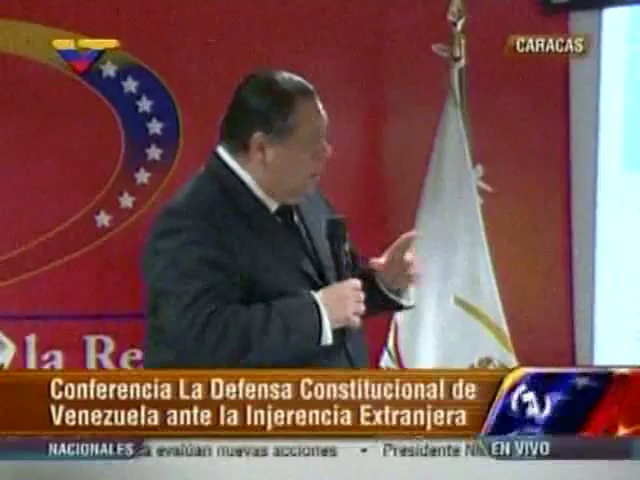 CARACAS
la Re
Conferencia La Defensa Constitucional de
Venezuela ante la Injerencia Extranjera
NACIONALES a evalúan nuevas acciones • Presidente NI EN VIVO